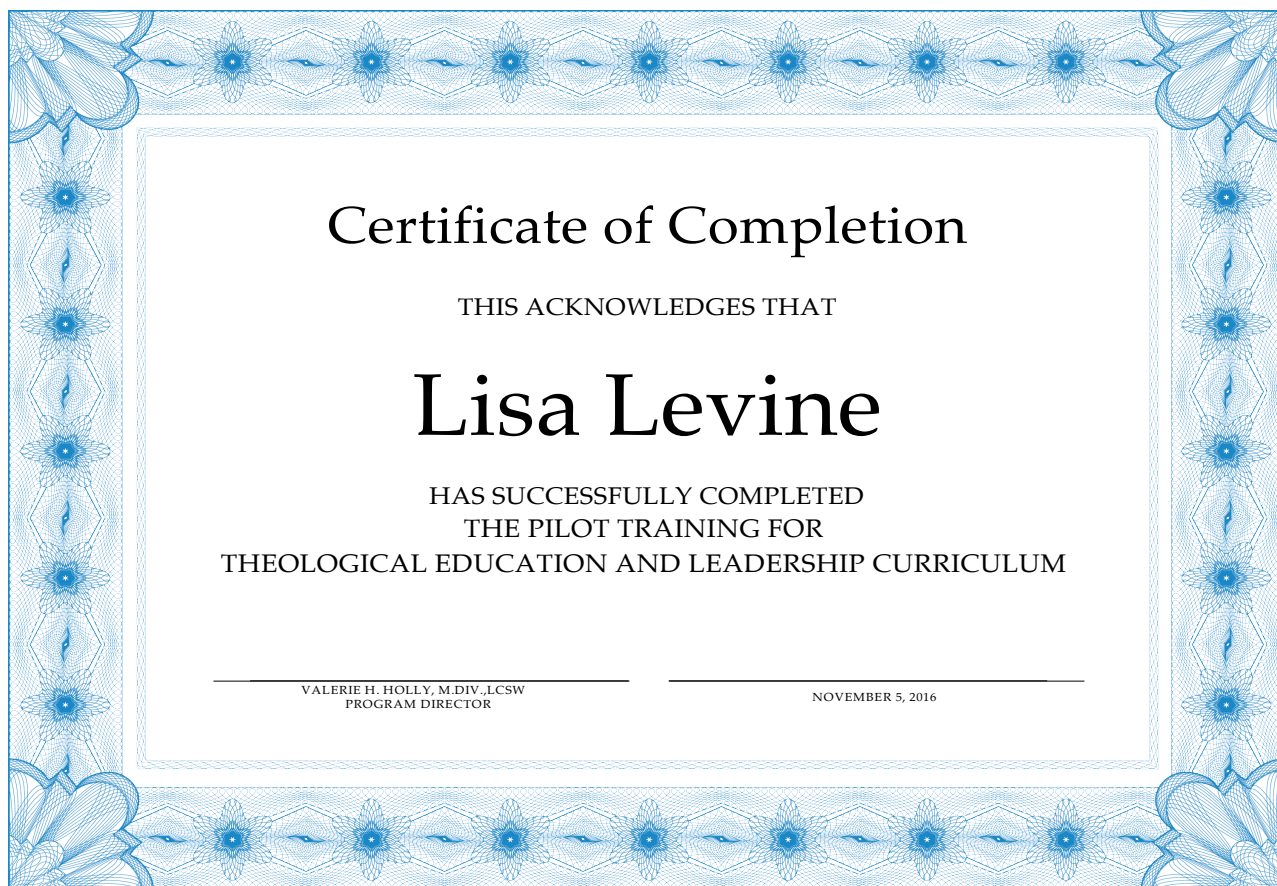 Certificate of Completion
THIS ACKNOWLEDGES THAT
Lisa Levine
HAS SUCCESSFULLY COMPLETED
THE PILOT TRAINING FOR
THEOLOGICAL EDUCATION AND LEADERSHIP CURRICULUM
VALERIE H. HOLLY, M.DIV.,LCSW
PROGRAM DIRECTOR
NOVEMBER 5, 2016